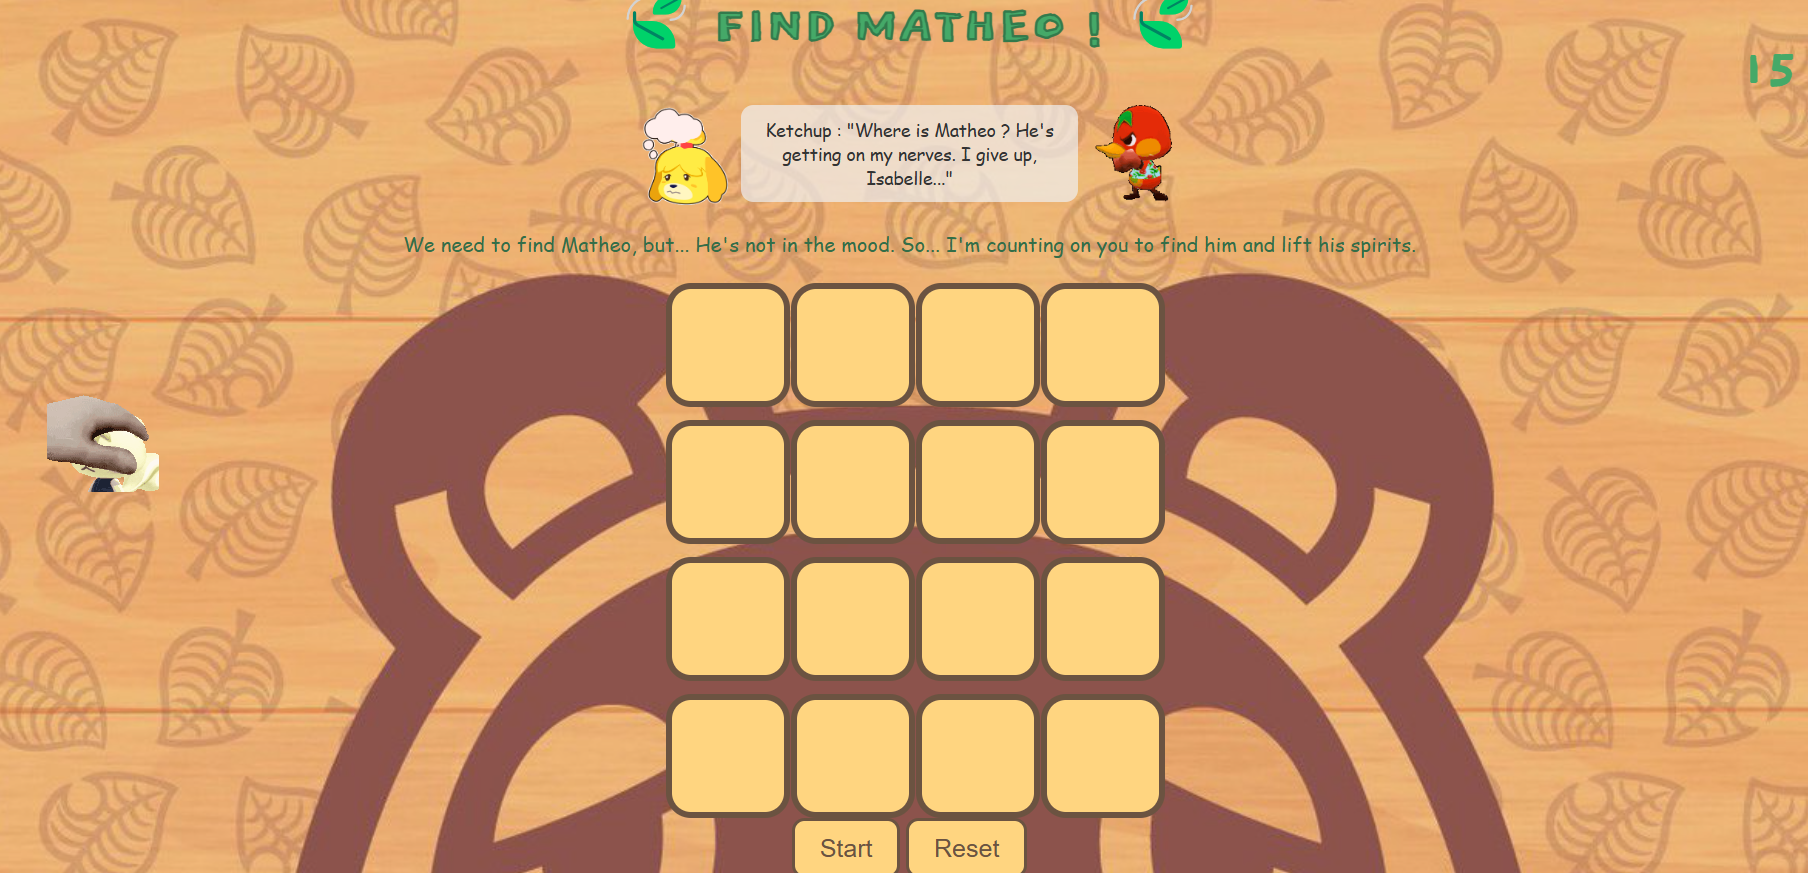 FIND MATHEO !
15
Ketchup : "Where is Matheo ? He's
getting on my nerves. I give up,
Isabelle..."
We need to find Matheo, but... He's not in the mood. So... I'm counting on you to find him and lift his spirits.
Start
Reset